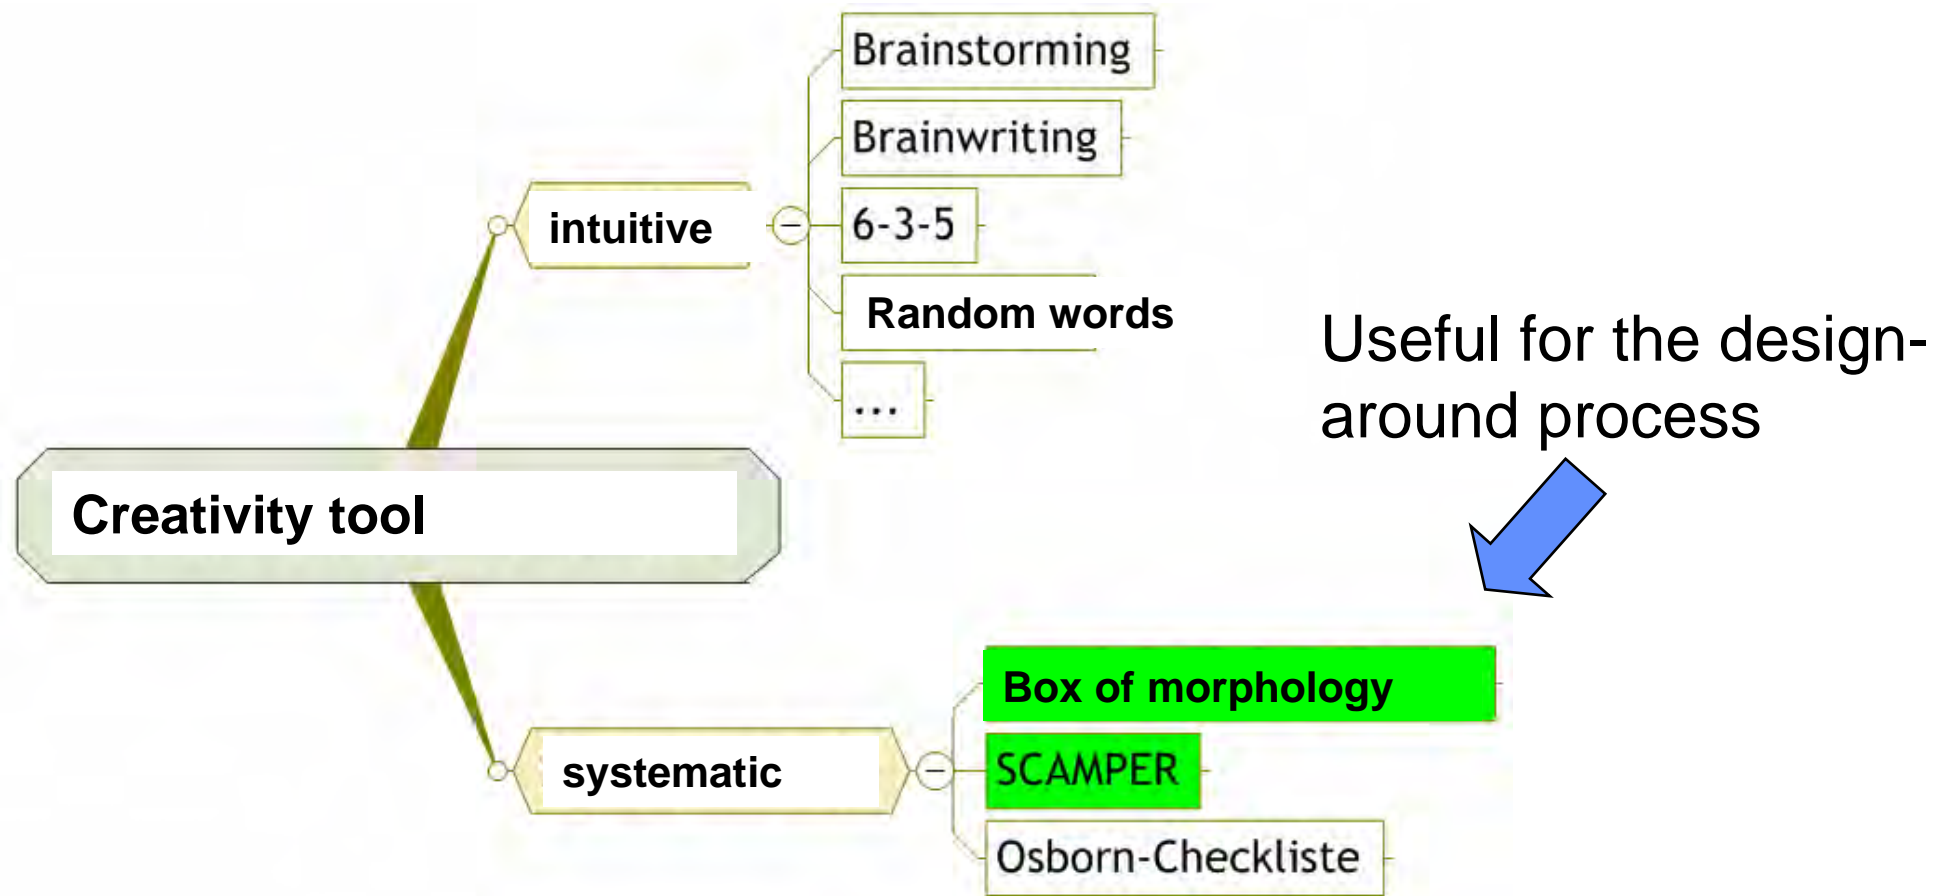 Brainstorming
Brainwriting
intuitive
6-3-5
Random words
...
Useful for the design-
around process
Creativity tool
Box of morphology
systematic
SCAMPER
Osborn-Checkliste